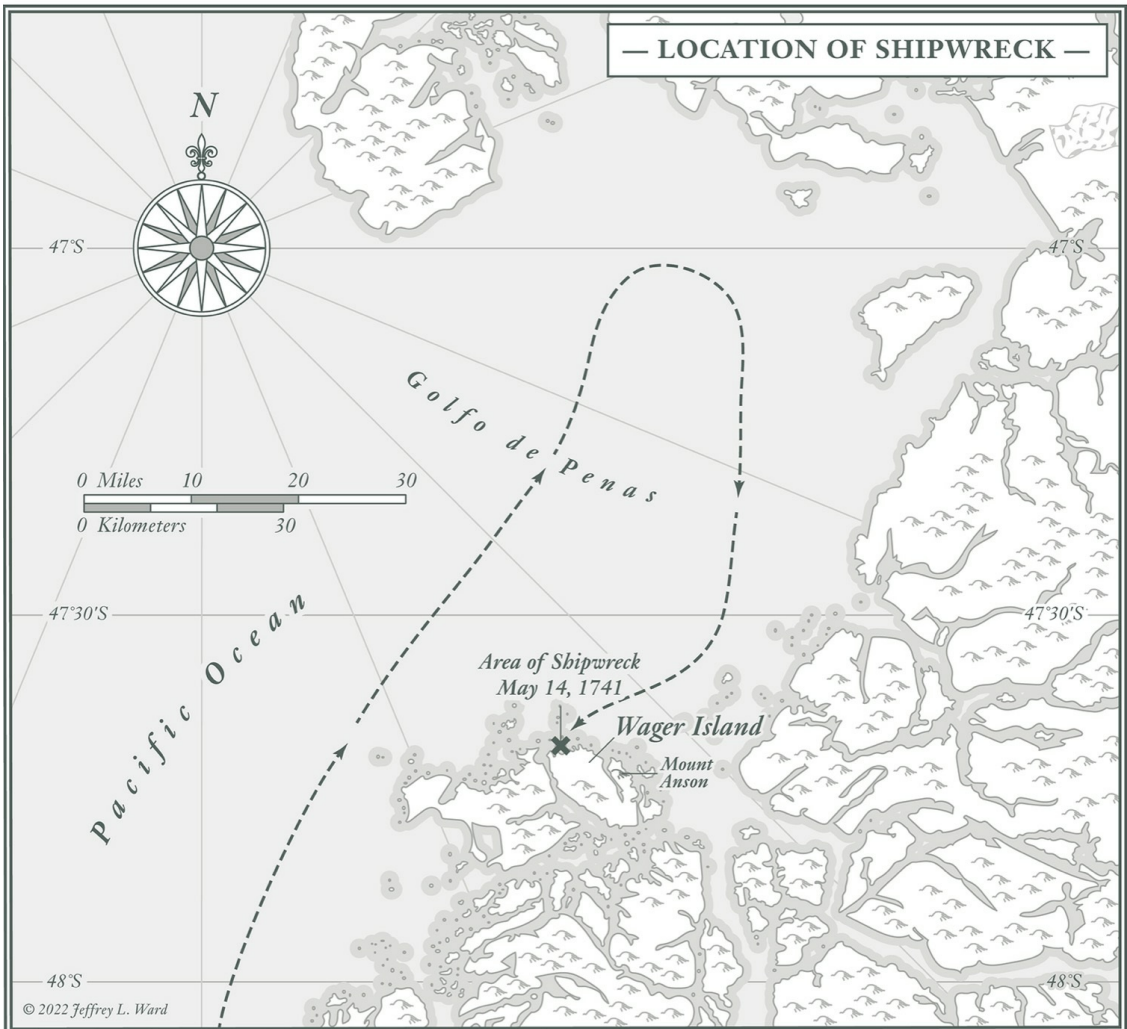 — LOCATION OF SHIPWRECK —
N
47°S
47°S
Golfo de Penas
0 Miles 10 20 30
0 Kilometers 30
Pacific Ocean
47°30'S
47°30'S
Area of Shipwreck
May 14, 1741
Wager Island
Mount
Anson
48°S
48°S
© 2022 Jeffrey L. Ward